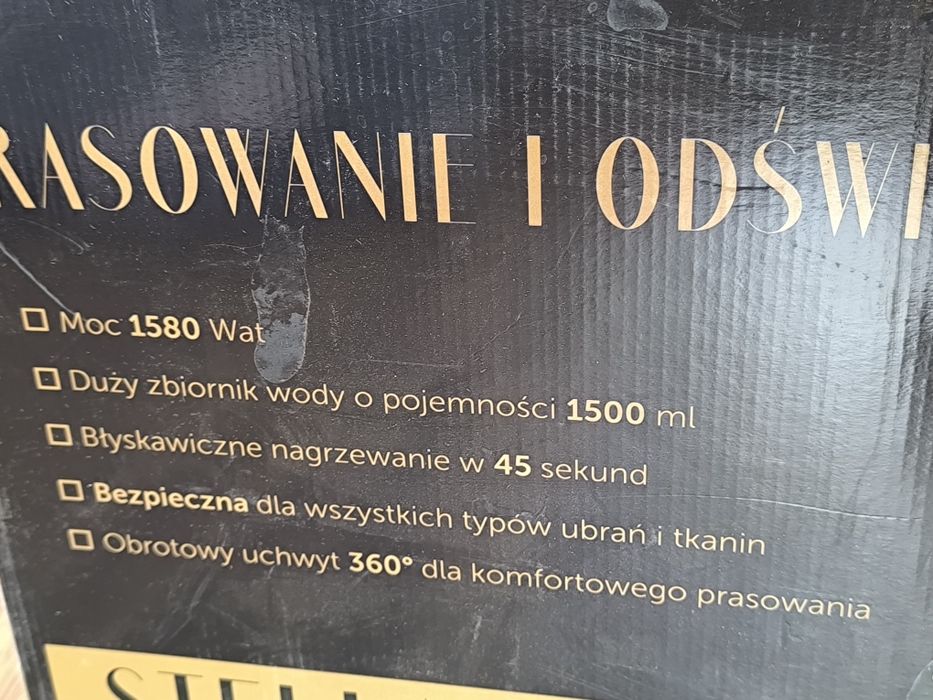 RASOWANIE I ODŚWI
Moc 1580 Wat
Duży zbiornik wody o pojemności 1500 ml
Błyskawiczne nagrzewanie w 45 sekund
Bezpieczna dla wszystkich typów ubrań i tkanin
Obrotowy uchwyt 360° dla komfortowego prasowania